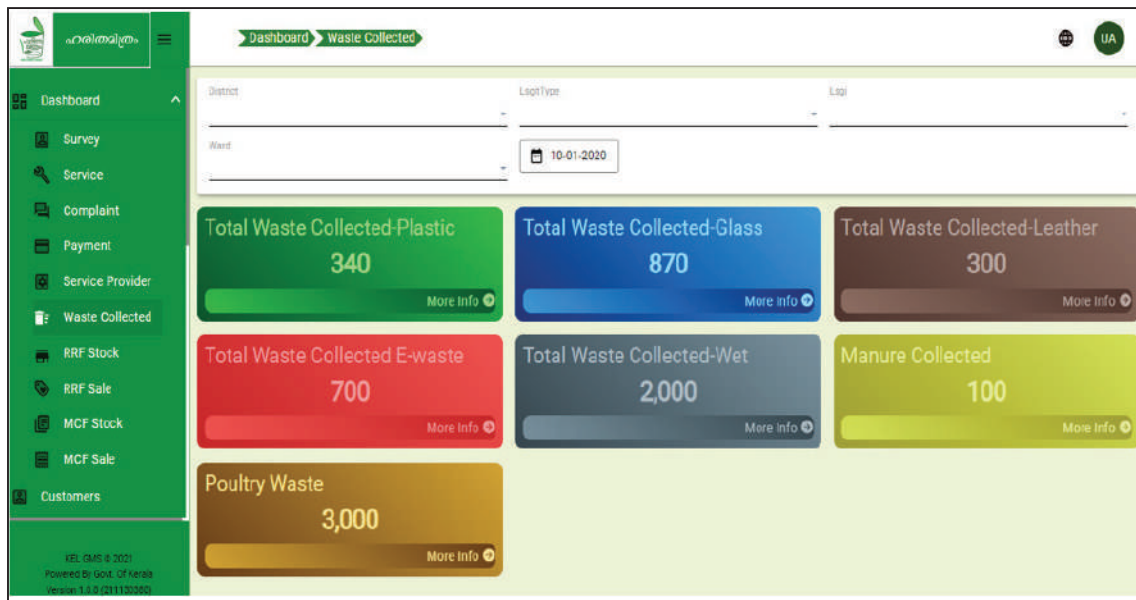 ഹരിതമിത്രം
Dashboard Waste Collected
UA
Dashboard
Survey
Service
Complaint
Payment
Service Provider
Waste Collected
RRF Stock
RRF Sale
MCF Stock
MCF Sale
Customers
KEL GMS © 2021
Powered By Govt. Of Kerala
District
LsgitType
Lsgi
Ward
10-01-2020
Total Waste Collected-Plastic
340
More Info
Total Waste Collected-Glass
870
More Info
Total Waste Collected-Leather
300
More Info
Total Waste Collected E-waste
700
More Info
Total Waste Collected-Wet
2,000
More Info
Manure Collected
100
More Info
Poultry Waste
3,000
More Info